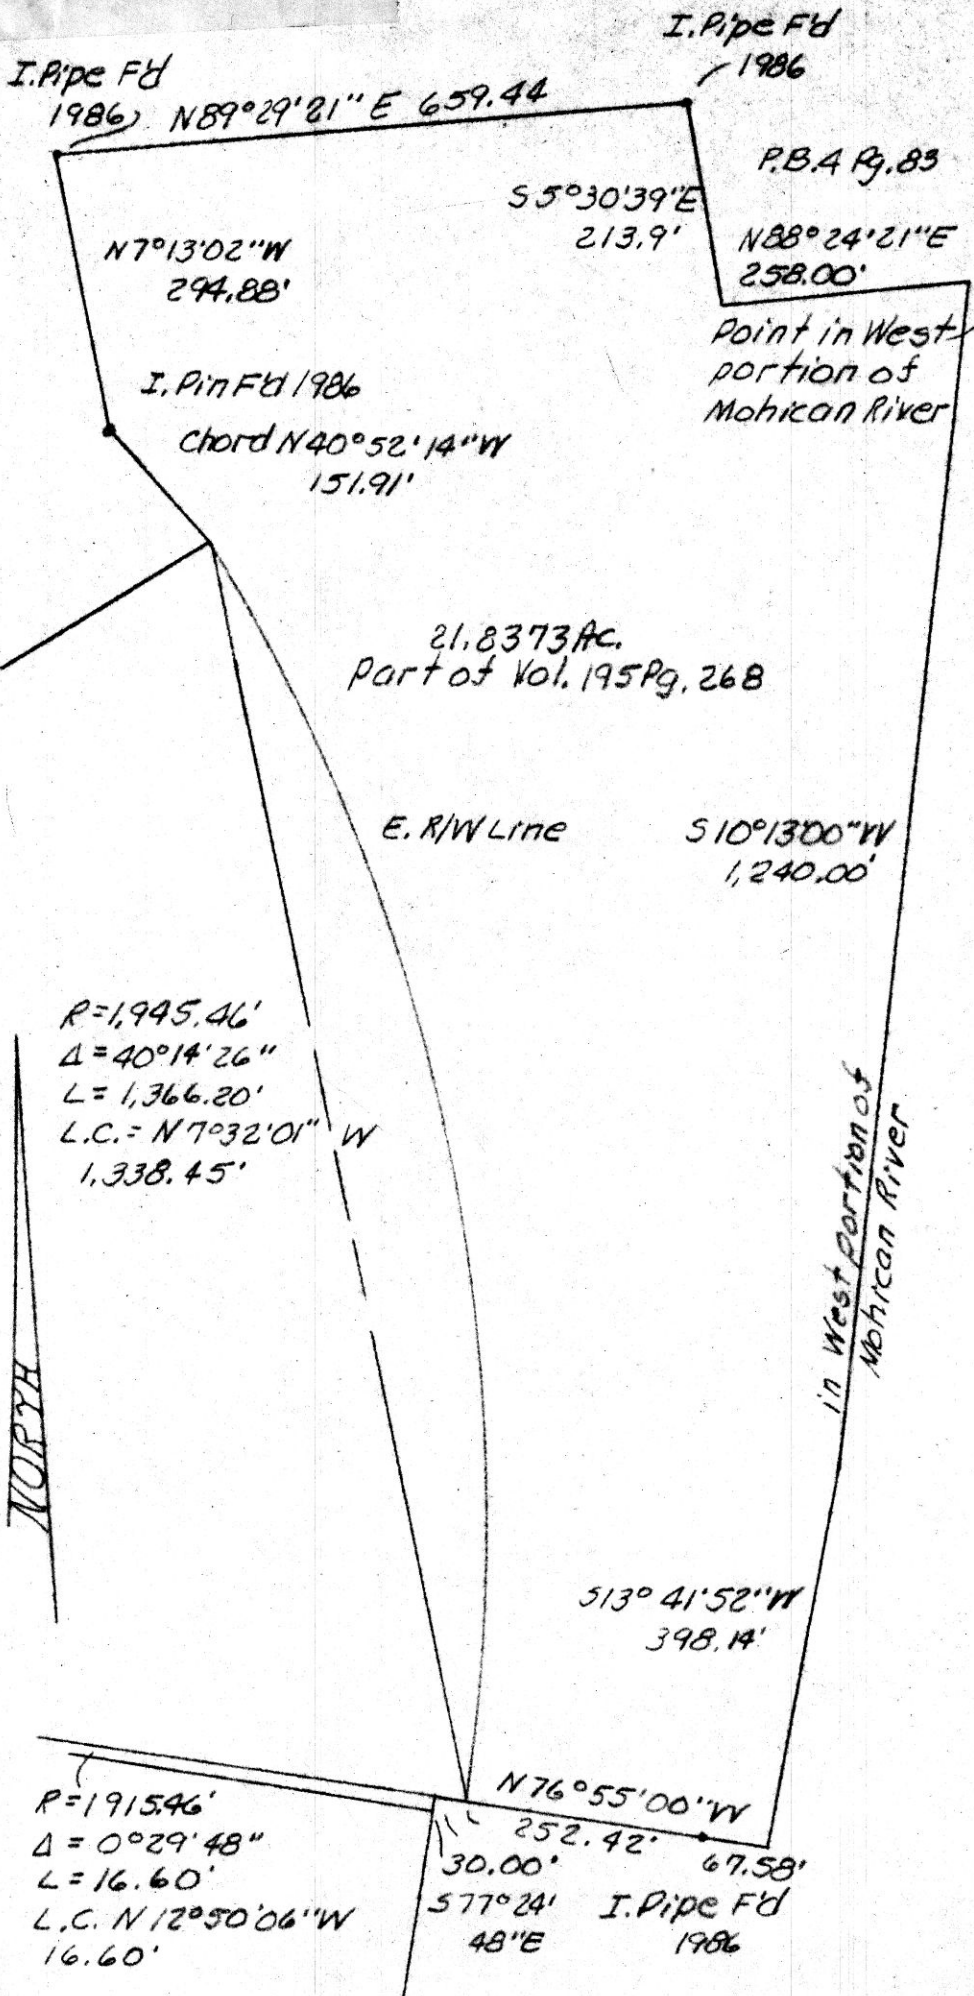 I. Pipe F'd
1986
I. Pipe F'd
1986
N89°29'21" E 659.44
P.B.4 Pg. 83
S5°30'39"E
213.9'
N88°24'21"E
258.00'
N7°13'02"W
294.88'
Point in West
portion of
Mohican River
I. Pin F'd 1986
Chord N40°52'14"W
151.91'
21.8373 Ac.
Part of Vol. 195 Pg. 268
E. R/W Line
S10°13'00"W
1,240.00'
R=1,945.46'
Δ=40°14'26"
L=1,366.20'
L.C.= N7°32'01" W
1,338.45'
in West portion of
Mohican River
NORTH
S13°41'52"W
398.14'
N76°55'00"W
252.42'
67.58'
30.00'
S77°24'
48"E
I. Pipe F'd
1986
R=1915.46'
Δ=0°29'48"
L=16.60'
L.C. N12°50'06"W
16.60'